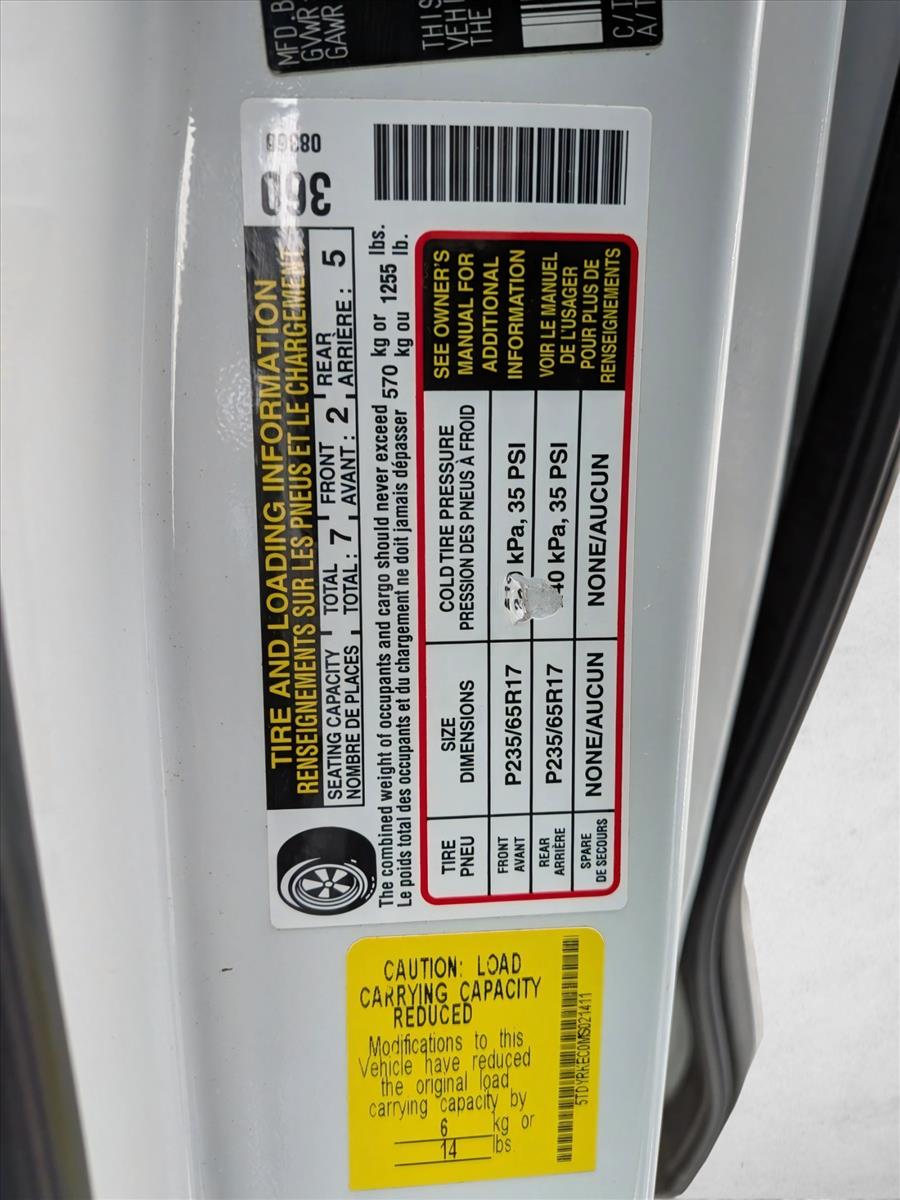 MFD.B
GVWR
GAWR
THIS
VEHI
THE
C/T
A/T
360
TIRE AND LOADING INFORMATION
RENSEIGNEMENTS SUR LES PNEUS ET LE CHARGEMENT
SEATING CAPACITY TOTAL 7 FRONT 2 REAR 5
NOMBRE DE PLACES TOTAL : AVANT : ARRIÈRE :
The combined weight of occupants and cargo should never exceed 570 kg or 1255 lbs.
Le poids total des occupants et du chargement ne doit jamais dépasser kg ou lb.
TIRE SIZE COLD TIRE PRESSURE
PNEU DIMENSIONS PRESSION DES PNEUS À FROID
FRONT P235/65R17 kPa, 35 PSI
AVANT
REAR P235/65R17 40 kPa, 35 PSI
ARRIÈRE
SPARE NONE/AUCUN NONE/AUCUN
DE SECOURS
SEE OWNER'S
MANUAL FOR
ADDITIONAL
INFORMATION
VOIR LE MANUEL
DE L'USAGER
POUR PLUS DE
RENSEIGNEMENTS
CAUTION: LOAD
CARRYING CAPACITY
REDUCED
Modifications to this
Vehicle have reduced
the original load
carrying capacity by
6 kg or
14 lbs
5TDYRKEC0MS021411